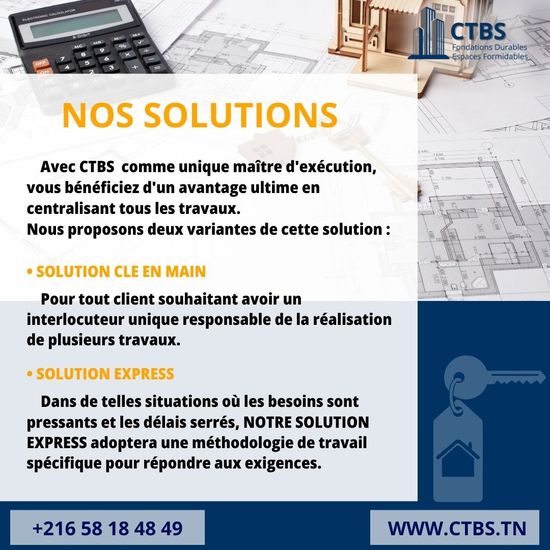 ELECTRONIC CALCULATOR
CTBS
Fondations Durables
Espaces Formidables
NOS SOLUTIONS
Avec CTBS comme unique maître d'exécution,
vous bénéficiez d'un avantage ultime en
centralisant tous les travaux.
Nous proposons deux variantes de cette solution :
• SOLUTION CLE EN MAIN
Pour tout client souhaitant avoir un
interlocuteur unique responsable de la réalisation
de plusieurs travaux.
• SOLUTION EXPRESS
Dans de telles situations où les besoins sont
pressants et les délais serrés, NOTRE SOLUTION
EXPRESS adoptera une méthodologie de travail
spécifique pour répondre aux exigences.
+216 58 18 48 49
WWW.CTBS.TN